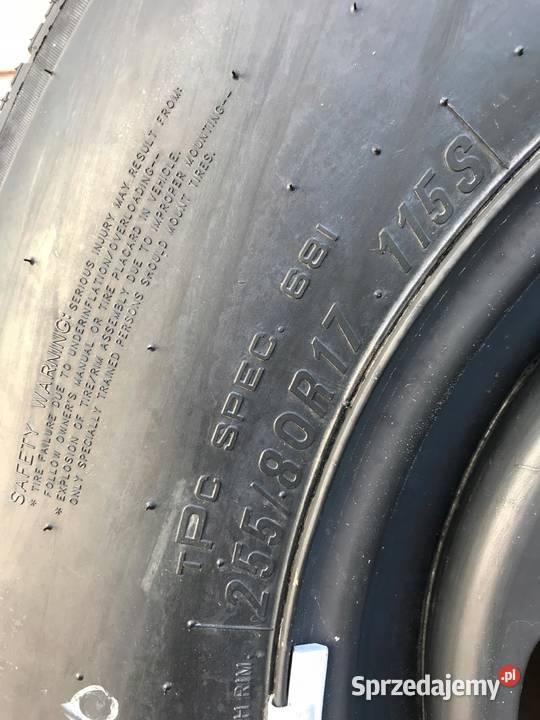 SAFETY WARNING: SERIOUS INJURY MAY RESULT FROM:
* TIRE FAILURE DUE TO UNDERINFLATION/OVERLOADING--
FOLLOW OWNER'S MANUAL OR TIRE PLACARD IN VEHICLE.
* EXPLOSION OF TIRE/RIM ASSEMBLY DUE TO IMPROPER MOUNTING--
ONLY SPECIALLY TRAINED PERSONS SHOULD MOUNT TIRES.
TPC SPEC. 681
255/80R17 115S
H RIM.
Sprzedajemy.pl